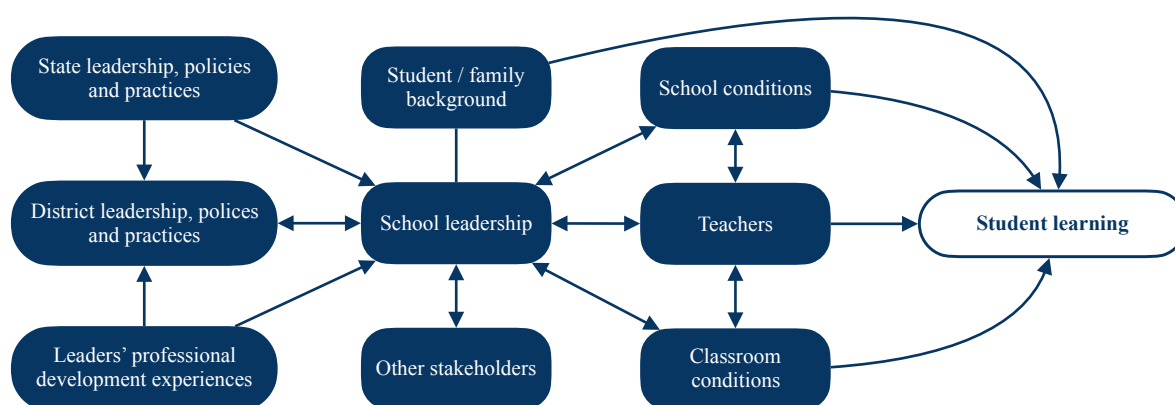 State leadership, policies
and practices
Student / family
background
School conditions
District leadership, polices
and practices
School leadership
Teachers
Student learning
Leaders’ professional
development experiences
Other stakeholders
Classroom
conditions